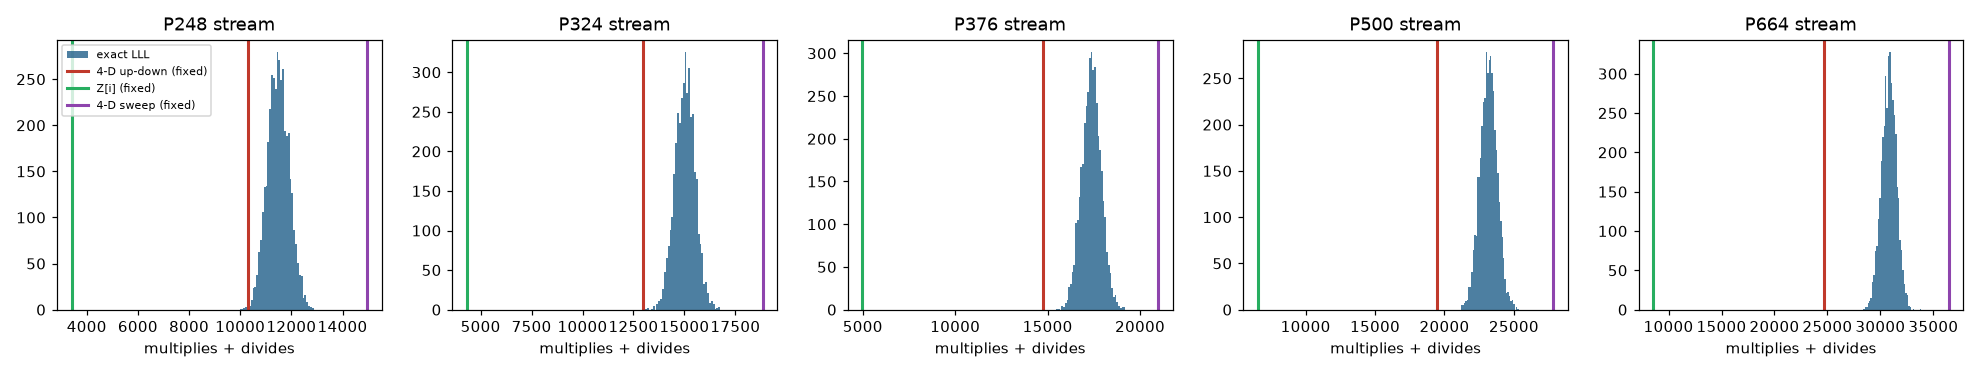 P248 stream
250
200
150
100
50
0
exact LLL
4-D up-down (fixed)
Z[i] (fixed)
4-D sweep (fixed)
4000 6000 8000 10000 12000 14000
multiplies + divides
P324 stream
300
250
200
150
100
50
0
5000 7500 10000 12500 15000 17500
multiplies + divides
P376 stream
300
250
200
150
100
50
0
5000 10000 15000 20000
multiplies + divides
P500 stream
250
200
150
100
50
0
10000 15000 20000 25000
multiplies + divides
P664 stream
300
250
200
150
100
50
0
10000 15000 20000 25000 30000 35000
multiplies + divides